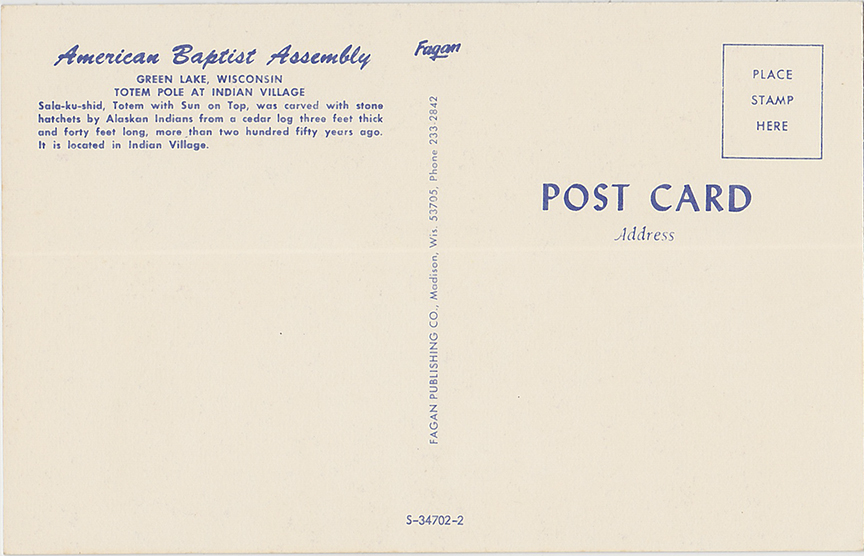 American Baptist Assembly
GREEN LAKE, WISCONSIN
TOTEM POLE AT INDIAN VILLAGE
Sala-ku-shid, Totem with Sun on Top, was carved with stone
hatchets by Alaskan Indians from a cedar log three feet thick
and forty feet long, more than two hundred fifty years ago.
It is located in Indian Village.
Fagan
FAGAN PUBLISHING CO., Madison, Wis. 53705, Phone 233-2842
PLACE
STAMP
HERE
POST CARD
Address
S-34702-2